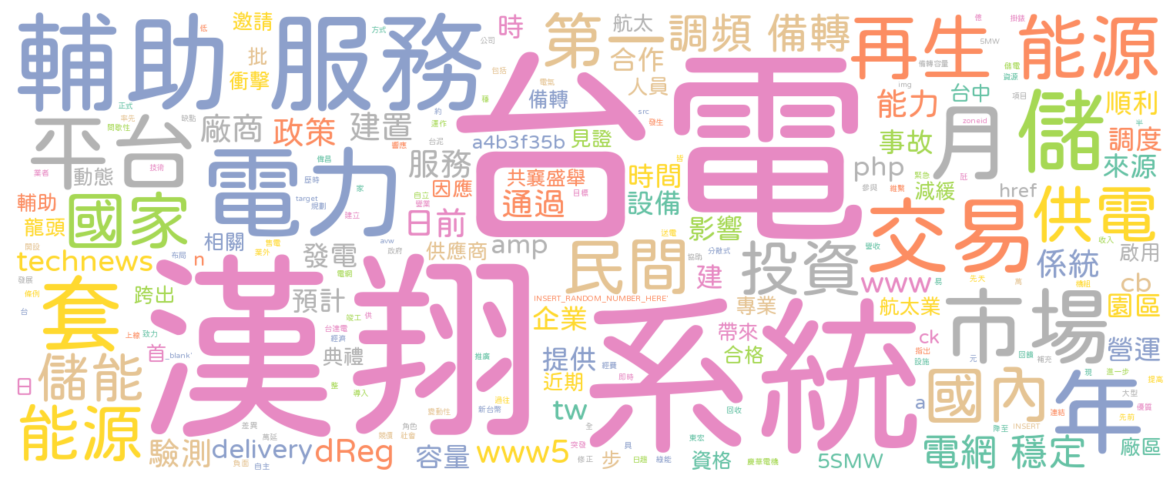 輔助 服務
台電
漢翔
系統
第一
調頻 備轉
再生 能源
平台
電力
國家
儲
月
供電
交易
市場
民間
投資
國內
年
套
儲能
能源
邀請
批
衝擊
時
航太
合作
人員
備轉
a4b3f35b
見證
廠商
政策
建置
動態
服務
因應
日前
共襄盛舉
通過
時間
設備
影響
能力
台中
順利
事故
調度
來源
php
減緩
href
輔助
龍頭
相關
發電
供應商
amp
technews
n
跨出
預計
建
www
係統
啟用
cb
園區
INSERT_RANDOM_NUMBER_HERE
專業
航太業
企業
帶來
ck
合格
營運
首
典禮
提供
近期
tw
a
日
驗測
delivery
dReg
容量
www5
步
資格
5SMW
電網 穩定
廠區
zoneid
target
_blank
img
src
avw
INSERT
5MW